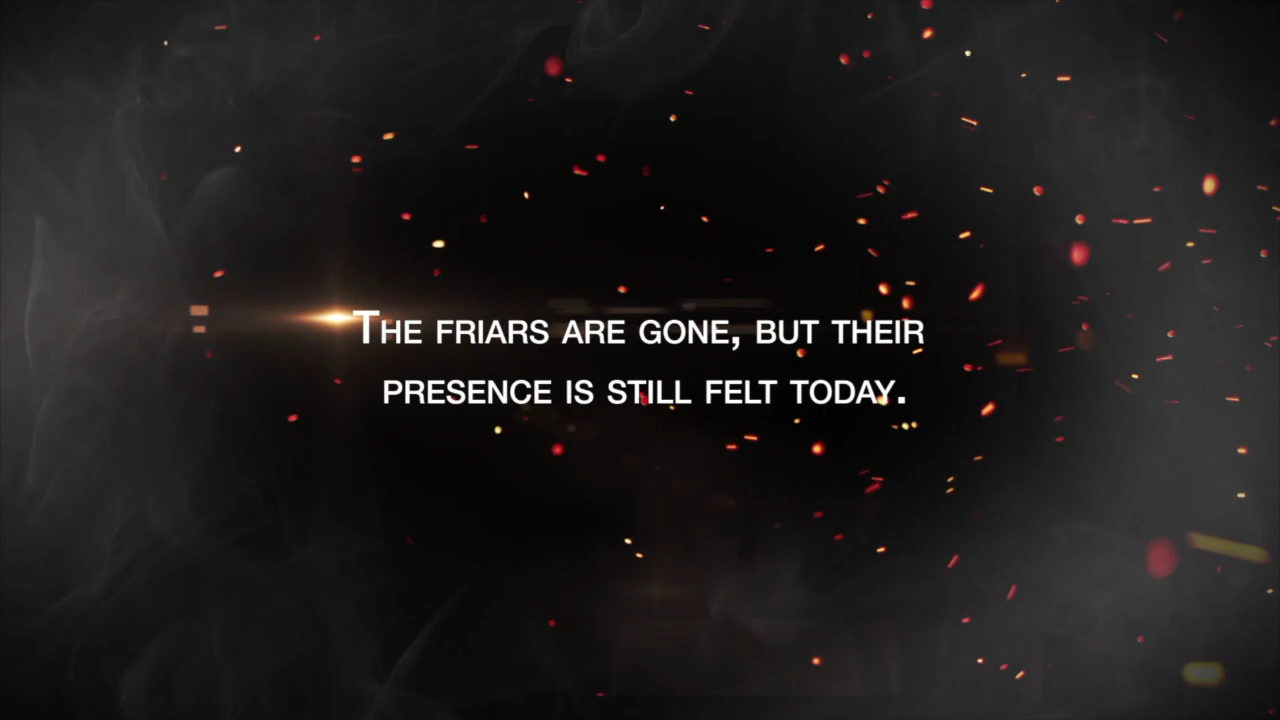 The friars are gone, but their
presence is still felt today.